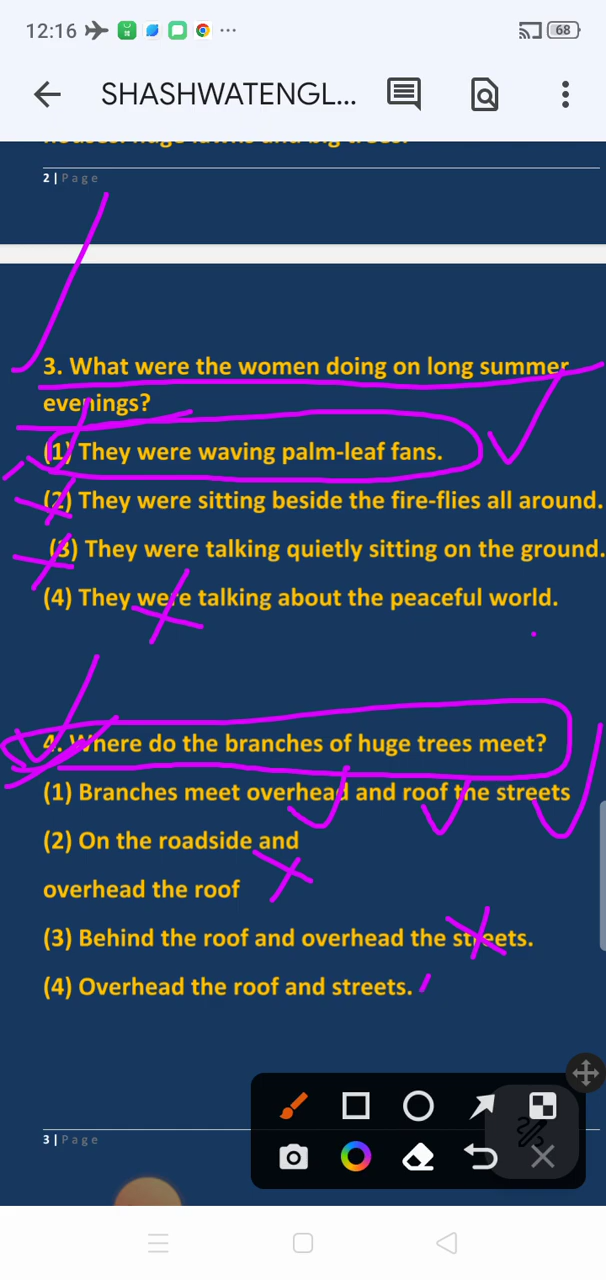 12:16
68
SHASHWATENGL...
2 | Page
3. What were the women doing on long summer
evenings?
(1) They were waving palm-leaf fans.
(2) They were sitting beside the fire-flies all around.
(3) They were talking quietly sitting on the ground.
(4) They were talking about the peaceful world.
4. Where do the branches of huge trees meet?
(1) Branches meet overhead and roof the streets
(2) On the roadside and
overhead the roof
(3) Behind the roof and overhead the streets.
(4) Overhead the roof and streets.
3 | Page